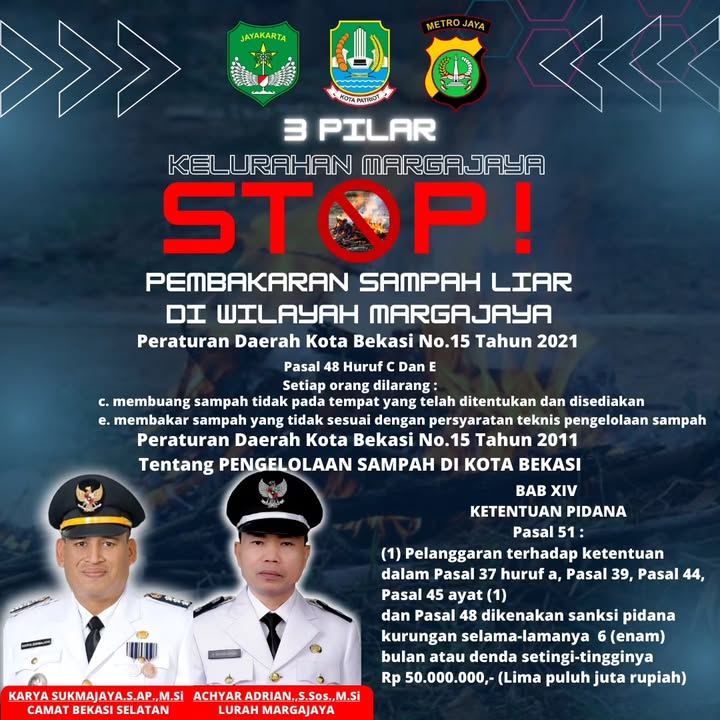 JAYAKARTA
KOTA PATRIOT
METRO JAYA
3 PILAR
KELURAHAN MARGAJAYA
STOP!
PEMBAKARAN SAMPAH LIAR
DI WILAYAH MARGAJAYA
Peraturan Daerah Kota Bekasi No.15 Tahun 2021
Pasal 48 Huruf C Dan E
Setiap orang dilarang :
c. membuang sampah tidak pada tempat yang telah ditentukan dan disediakan
e. membakar sampah yang tidak sesuai dengan persyaratan teknis pengelolaan sampah
Peraturan Daerah Kota Bekasi No.15 Tahun 2011
Tentang PENGELOLAAN SAMPAH DI KOTA BEKASI
BAB XIV
KETENTUAN PIDANA
Pasal 51 :
(1) Pelanggaran terhadap ketentuan
dalam Pasal 37 huruf a, Pasal 39, Pasal 44,
Pasal 45 ayat (1)
dan Pasal 48 dikenakan sanksi pidana
kurungan selama-lamanya 6 (enam)
bulan atau denda setingi-tingginya
Rp 50.000.000,- (Lima puluh juta rupiah)
KARYA SUKMAJAYA.S.AP.,M.Si
CAMAT BEKASI SELATAN
ACHYAR ADRIAN.,S.Sos.,M.Si
LURAH MARGAJAYA